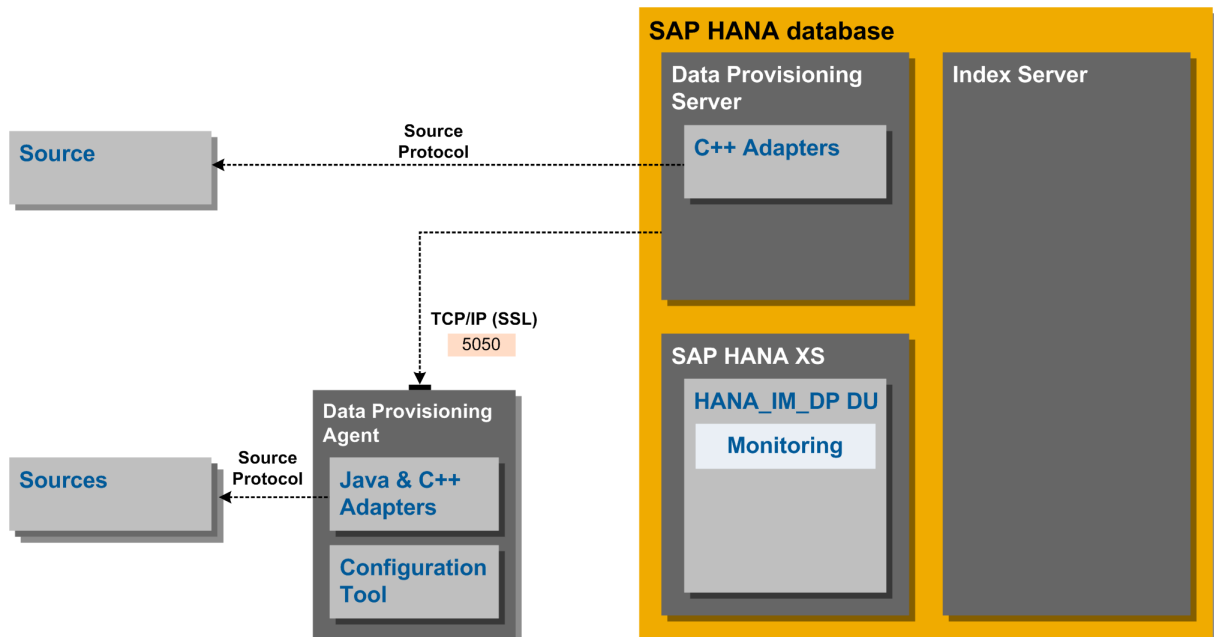 SAP HANA database
Data Provisioning
Server
Index Server
C++ Adapters
Source
Source
Protocol
TCP/IP (SSL)
5050
SAP HANA XS
HANA_IM_DP DU
Monitoring
Data Provisioning
Agent
Java & C++
Adapters
Configuration
Tool
Source
Protocol
Sources